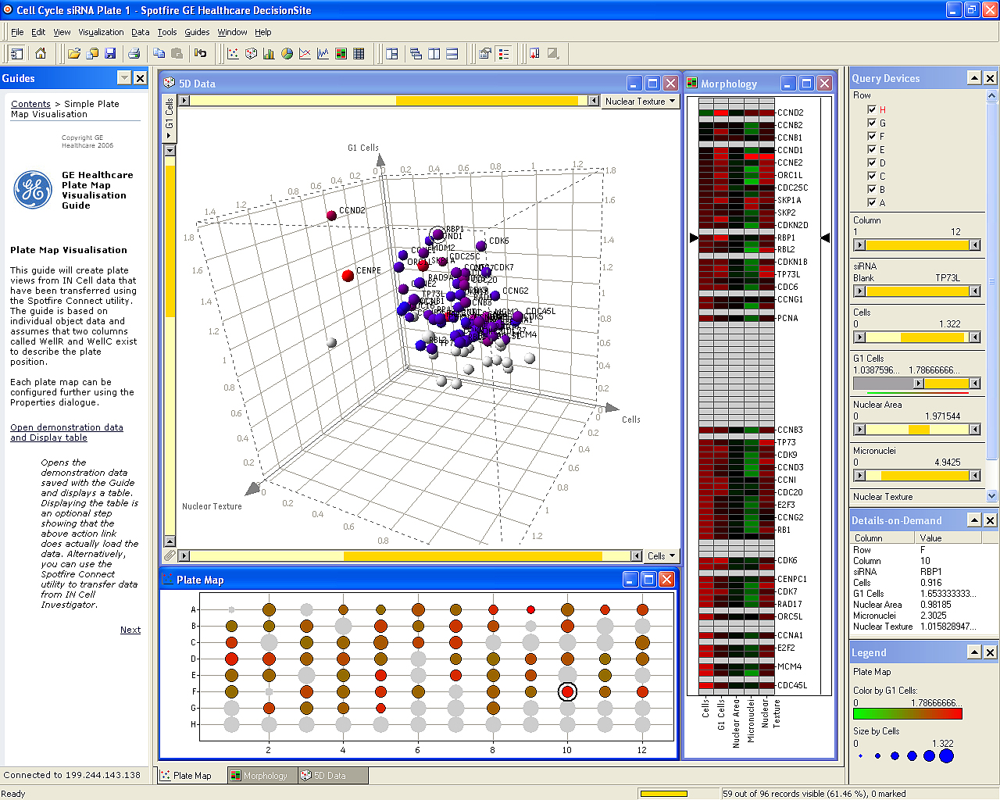 Cell Cycle siRNA Plate 1 - Spotfire GE Healthcare DecisionSite
File Edit View Visualization Data Tools Guides Window Help
Guides
Contents > Simple Plate
Map Visualisation
Copyright GE
Healthcare 2006
GE Healthcare
Plate Map
Visualisation
Guide
Plate Map Visualisation
This guide will create plate
views from IN Cell data that
have been transferred using
the Spotfire Connect utility.
The guide is based on
individual object data and
assumes that two columns
called WellR and WellC exist
to describe the plate
position.
Each plate map can be
configured further using the
Properties dialogue.
Open demonstration data
and Display table
Opens the
demonstration data
saved with the Guide
and displays a table.
Displaying the table is
an optional step
showing that the
above action link
does actually load the
data. Alternatively,
you can use the
Spotfire Connect
utility to transfer data
from IN Cell
Investigator.
Next
Connected to 199.244.143.138
Ready
5D Data
G1 Cells
Nuclear Texture
G1 Cells
0 0.2 0.4 0.6 0.8 1 1.2
0 0.2 0.4 0.6 0.8 1 1.2 1.4
1.8
1.6
1.4
1.2
1
0.8
0.6
0.4
0.2
1.8
1.6
1.4
1.2
1
0.8
0.6
0.4
0.2
0
CCND2
RBP1
CDK6
MDM2
CDC25C
CENPE
CDK7
RAD9A
CCNG2
TP73L
CCNB3
CDC45L
MCM4
RBL2
Cells
0.2
0.4
0.6
0.8
1
1.2
0
0.2
0.4
0.6
0.8
Nuclear Texture
Cells
Plate Map
A
B
C
D
E
F
G
H
2 4 6 8 10 12
Plate Map Morphology 5D Data
Morphology
CCND2
CCNB2
CCNB1
CCND1
CCNE2
ORC1L
CDC25C
SKP1A
SKP2
CDKN2D
RBP1
RBL2
CDKN1B
TP73L
CDC6
CCNG1
PCNA
CCNB3
TP73
CDK9
CCND3
CCNI
CDC20
E2F3
CCNG2
RB1
CDK6
CENPC1
CDK7
RAD17
ORC5L
CCNA1
E2F2
MCM4
CDC45L
Cells
G1 Cells
Nuclear Area
Micronuclei
Nuclear
Texture
Query Devices
Row
H
G
F
E
D
C
B
A
Column
1 12
siRNA
Blank TP73L
Cells
0 1.322
G1 Cells
1.0387596... 1.78666666...
Nuclear Area
0 1.971544
Micronuclei
0 4.9425
Nuclear Texture
Details-on-Demand
Column Value
Row F
Column 10
siRNA RBP1
Cells 0.916
G1 Cells 1.653333333...
Nuclear Area 0.98185
Micronuclei 2.3025
Nuclear Texture 1.015828947...
Legend
Plate Map
Color by G1 Cells:
0 1.78666666...
Size by Cells
0 1.322
59 out of 96 records visible (61.46 %), 0 marked